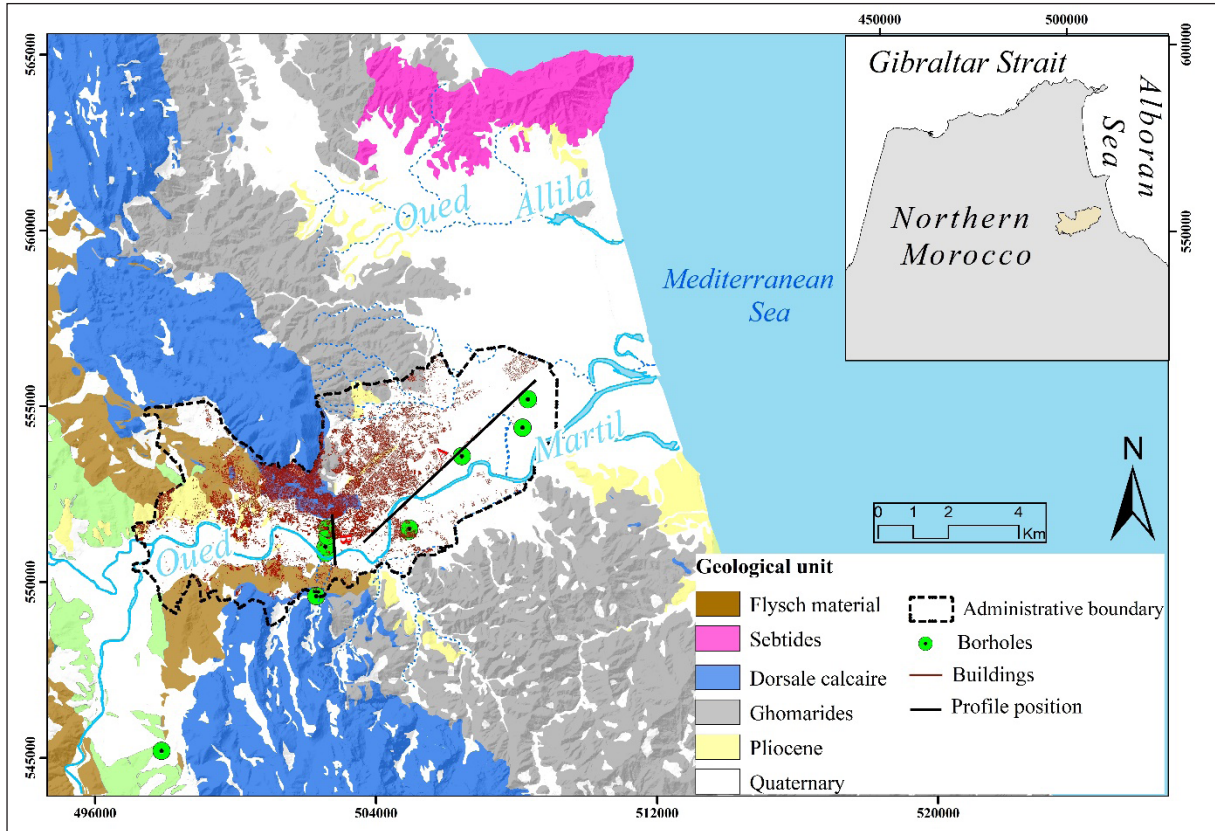 450000
500000
Gibraltar Strait
Alboran
Sea
Northern
Morocco
600000
550000
565000
560000
555000
550000
545000
Oued
Allila
Mediterranean
Sea
Martil
Oued
N
0 1 2 4
Km
Geological unit
Flysch material
Sebtides
Dorsale calcaire
Ghomarides
Pliocene
Quaternary
Administrative boundary
Boreholes
Buildings
Profile position
496000
504000
512000
520000